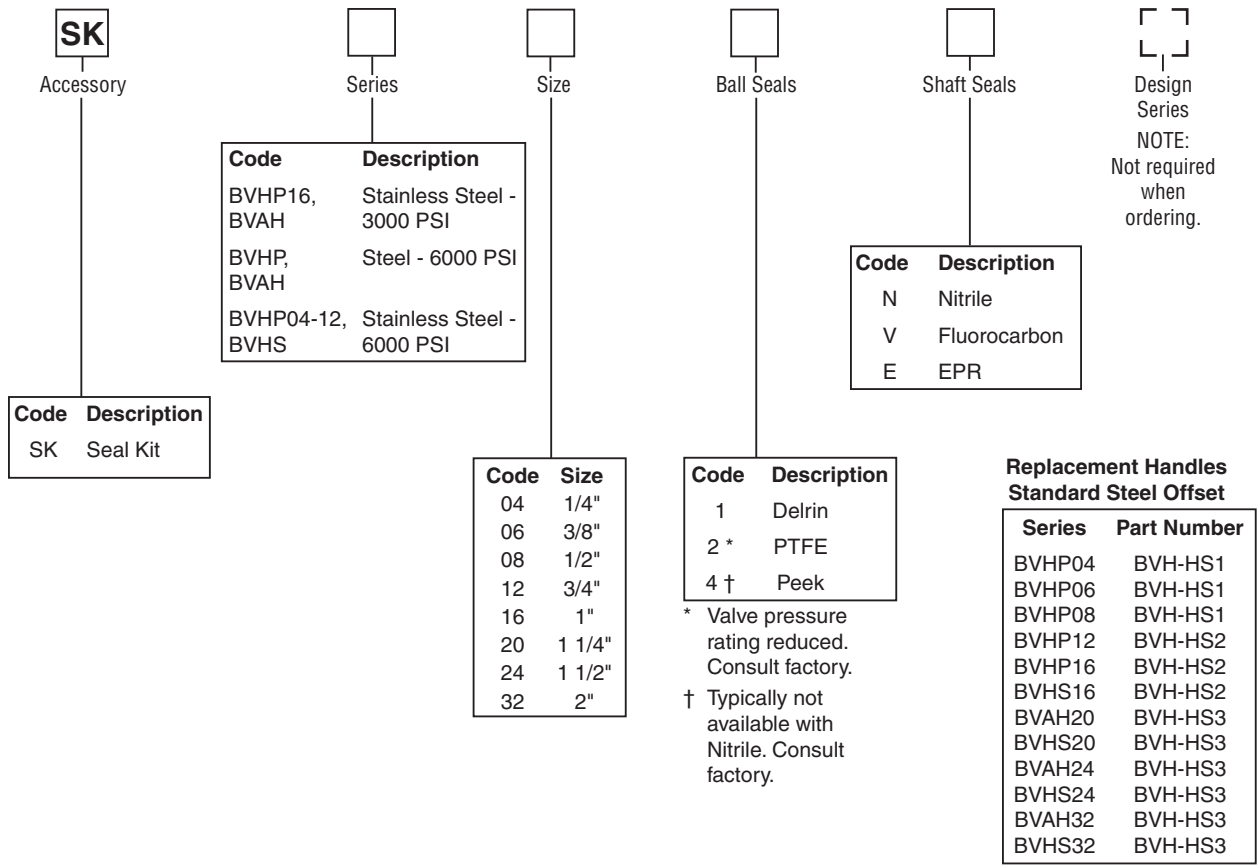 SK
Accessory
Series
Size
Ball Seals
Shaft Seals
Design
Series
NOTE:
Not required
when
ordering.
Code Description
BVHP16, Stainless Steel -
BVAH 3000 PSI
BVHP, Steel - 6000 PSI
BVAH
BVHP04-12, Stainless Steel -
BVHS 6000 PSI
Code Description
N Nitrile
V Fluorocarbon
E EPR
Code Description
SK Seal Kit
Code Size
04 1/4"
06 3/8"
08 1/2"
12 3/4"
16 1"
20 1 1/4"
24 1 1/2"
32 2"
Code Description
1 Delrin
2 * PTFE
4 † Peek
* Valve pressure
rating reduced.
Consult factory.
† Typically not
available with
Nitrile. Consult
factory.
Replacement Handles
Standard Steel Offset
Series Part Number
BVHP04 BVH-HS1
BVHP06 BVH-HS1
BVHP08 BVH-HS1
BVHP12 BVH-HS2
BVHP16 BVH-HS2
BVHS16 BVH-HS2
BVAH20 BVH-HS3
BVHS20 BVH-HS3
BVAH24 BVH-HS3
BVHS24 BVH-HS3
BVAH32 BVH-HS3
BVHS32 BVH-HS3